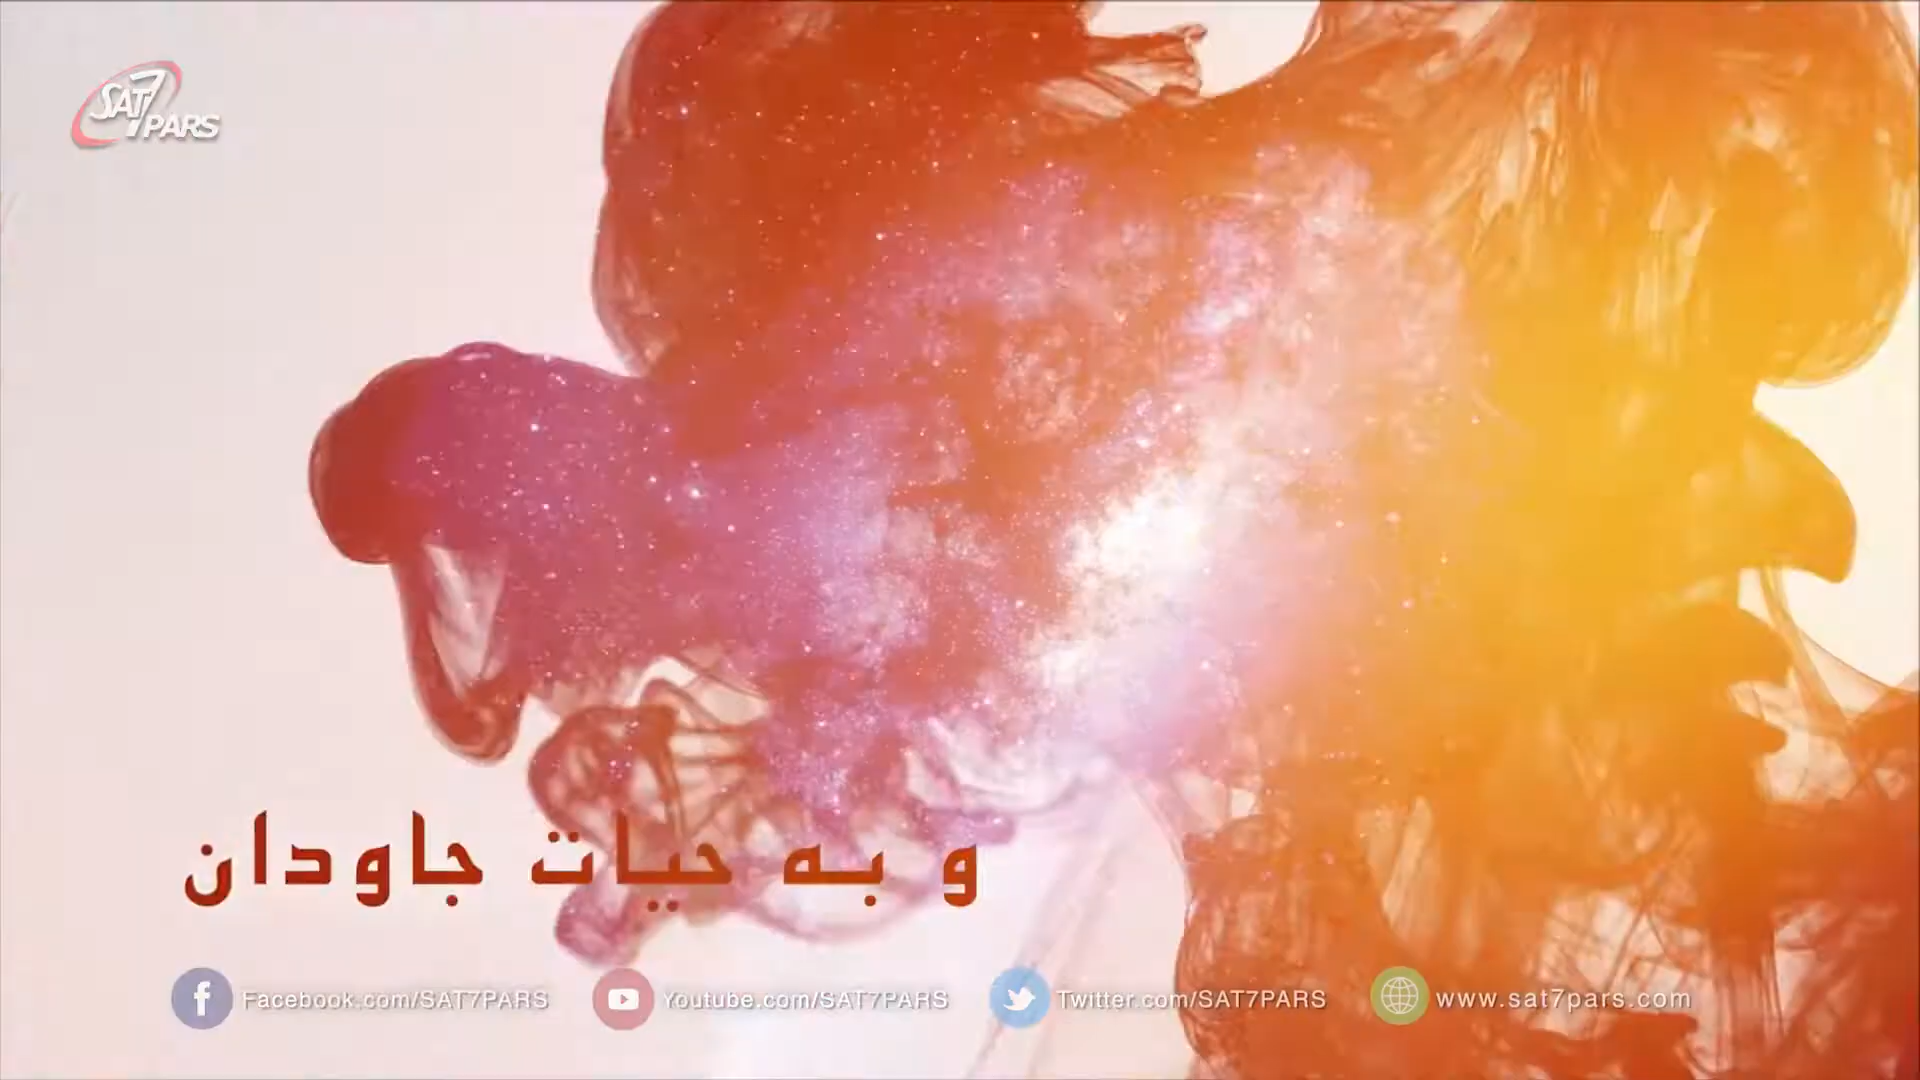 SAT7 PARS
و به حیات جاودان
Facebook.com/SAT7PARS
Youtube.com/SAT7PARS
Twitter.com/SAT7PARS
www.sat7pars.com